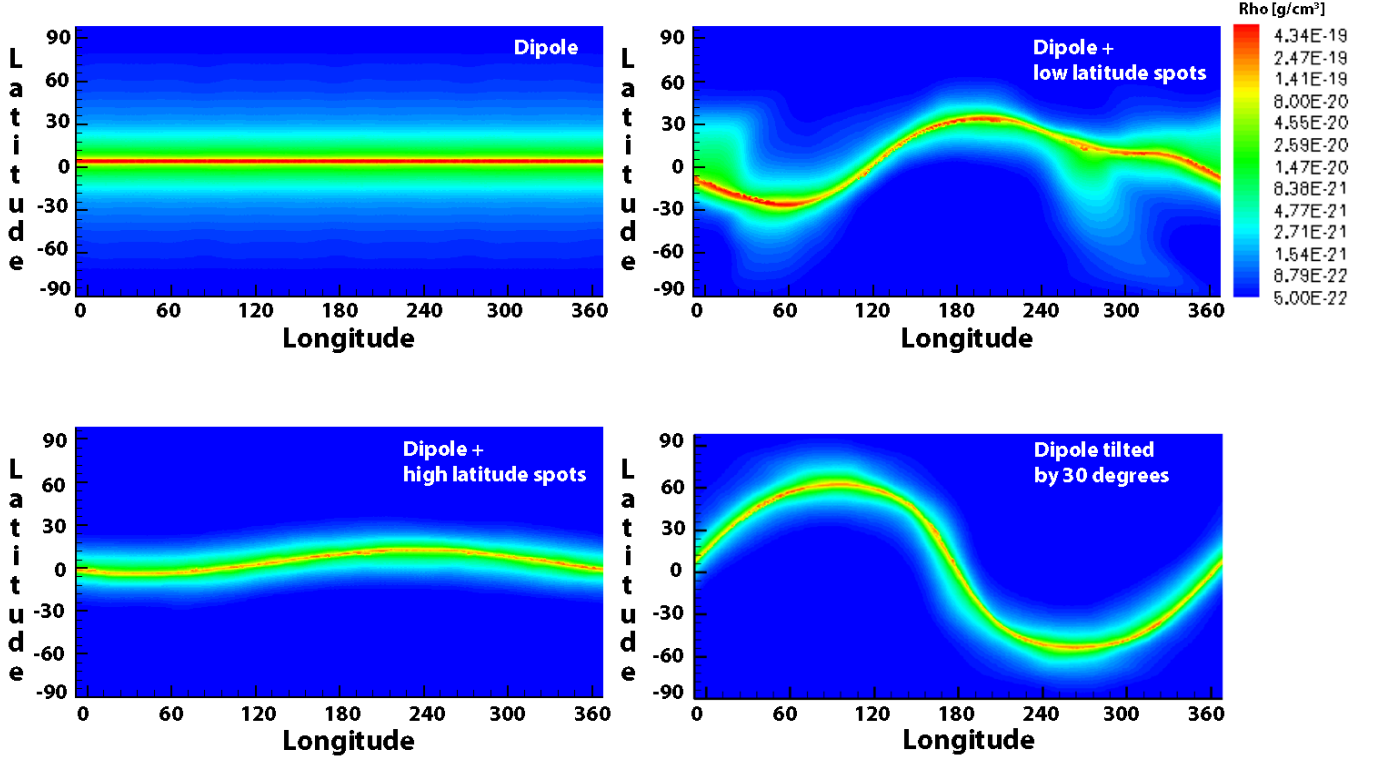 Rho [g/cm³]
4.34E-19
2.47E-19
1.41E-19
8.00E-20
4.55E-20
2.59E-20
1.47E-20
8.38E-21
4.77E-21
2.71E-21
1.54E-21
8.79E-22
5.00E-22
Dipole
Latitude
90
60
30
0
-30
-60
-90
0 60 120 180 240 300 360
Longitude
Dipole +
low latitude spots
Latitude
90
60
30
0
-30
-60
-90
0 60 120 180 240 300 360
Longitude
Dipole +
high latitude spots
Latitude
90
60
30
0
-30
-60
-90
0 60 120 180 240 300 360
Longitude
Dipole tilted
by 30 degrees
Latitude
90
60
30
0
-30
-60
-90
0 60 120 180 240 300 360
Longitude